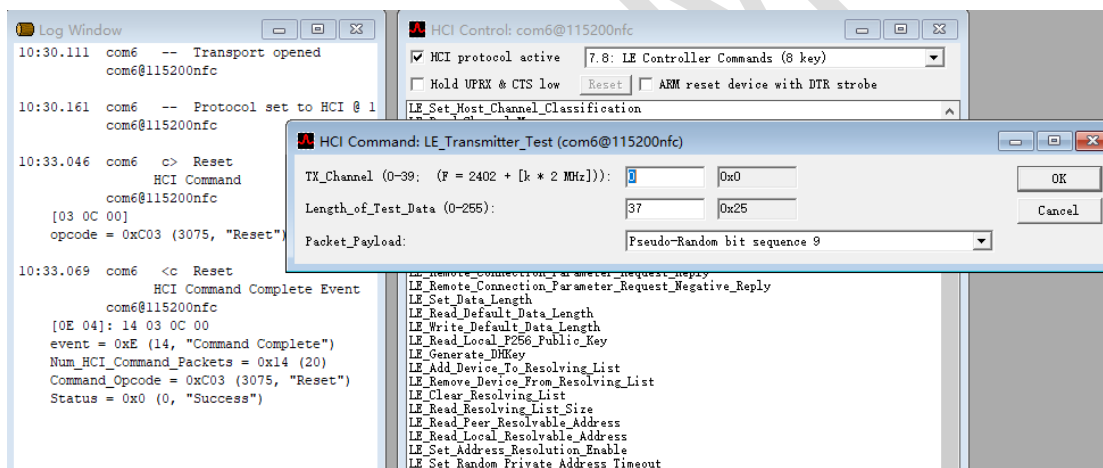 Log Window
10:30.111 com6 -- Transport opened
com6@115200nfc
10:30.161 com6 -- Protocol set to HCI @ 1
com6@115200nfc
10:33.046 com6 c> Reset
HCI Command
com6@115200nfc
[03 0C 00]
opcode = 0xC03 (3075, "Reset")
10:33.069 com6 <c Reset
HCI Command Complete Event
com6@115200nfc
[0E 04]: 14 03 0C 00
event = 0xE (14, "Command Complete")
Num_HCI_Command_Packets = 0x14 (20)
Command_Opcode = 0xC03 (3075, "Reset")
Status = 0x0 (0, "Success")
HCI Control: com6@115200nfc
HCI protocol active 7.8: LE Controller Commands (8 key)
Hold UPRX & CTS low Reset ARM reset device with DTR strobe
LE_Set_Host_Channel_Classification
HCI Command: LE_Transmitter_Test (com6@115200nfc)
TX_Channel (0-39; (F = 2402 + [k * 2 MHz])): 0 0x0 OK
Length_of_Test_Data (0-255): 37 0x25 Cancel
Packet_Payload: Pseudo-Random bit sequence 9
LE_Remote_Connection_Parameter_Request_Reply
LE_Remote_Connection_Parameter_Request_Negative_Reply
LE_Set_Data_Length
LE_Read_Default_Data_Length
LE_Write_Default_Data_Length
LE_Read_Local_P256_Public_Key
LE_Generate_DHKey
LE_Add_Device_To_Resolving_List
LE_Remove_Device_From_Resolving_List
LE_Clear_Resolving_List
LE_Read_Resolving_List_Size
LE_Read_Peer_Resolvable_Address
LE_Read_Local_Resolvable_Address
LE_Set_Address_Resolution_Enable
LE_Set_Random_Private_Address_Timeout